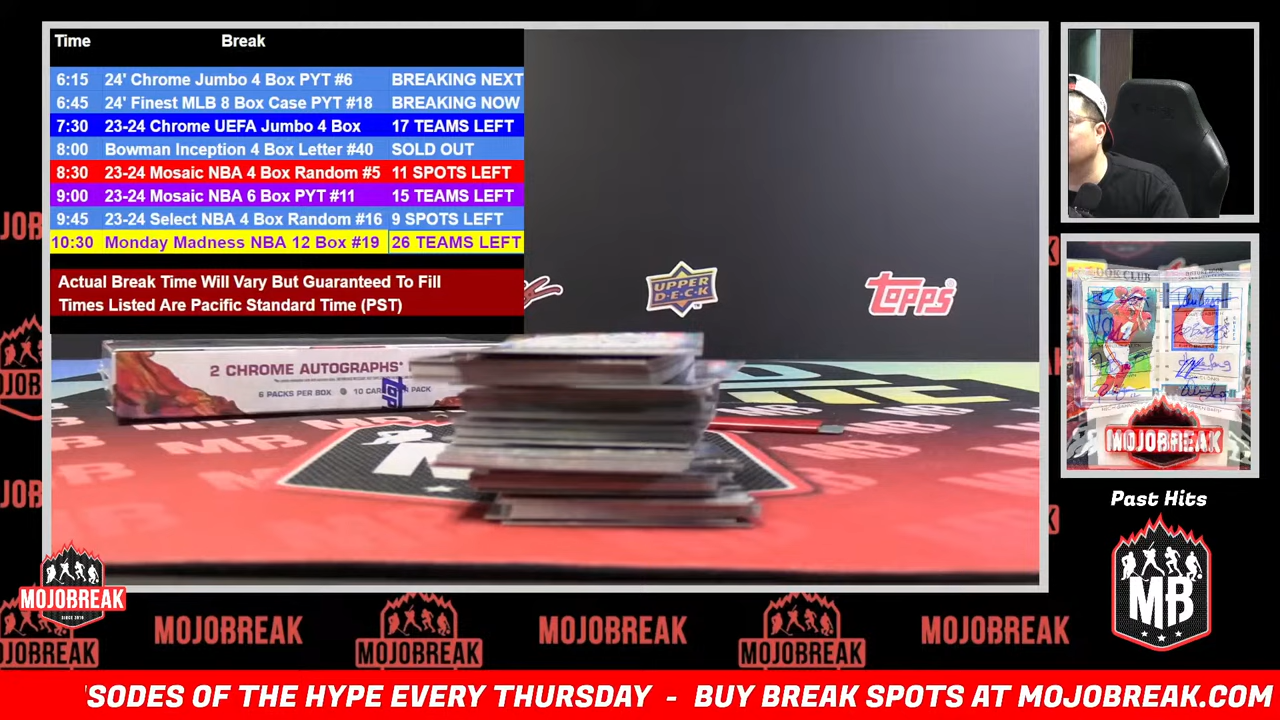 Time Break
6:15 24' Chrome Jumbo 4 Box PYT #6 BREAKING NEXT
6:45 24' Finest MLB 8 Box Case PYT #18 BREAKING NOW
7:30 23-24 Chrome UEFA Jumbo 4 Box 17 TEAMS LEFT
8:00 Bowman Inception 4 Box Letter #40 SOLD OUT
8:30 23-24 Mosaic NBA 4 Box Random #5 11 SPOTS LEFT
9:00 23-24 Mosaic NBA 6 Box PYT #11 15 TEAMS LEFT
9:45 23-24 Select NBA 4 Box Random #16 9 SPOTS LEFT
10:30 Monday Madness NBA 12 Box #19 26 TEAMS LEFT
Actual Break Time Will Vary But Guaranteed To Fill
Times Listed Are Pacific Standard Time (PST)
UPPER DECK
topps
2 CHROME AUTOGRAPHS
6 PACKS PER BOX
MB
MOJOBREAK
Past Hits
MB
MOJOBREAK
SINCE 2010
MOJOBREAK MOJOBREAK MOJOBREAK MOJOBREAK MOJOBREAK
SODES OF THE HYPE EVERY THURSDAY - BUY BREAK SPOTS AT MOJOBREAK.COM